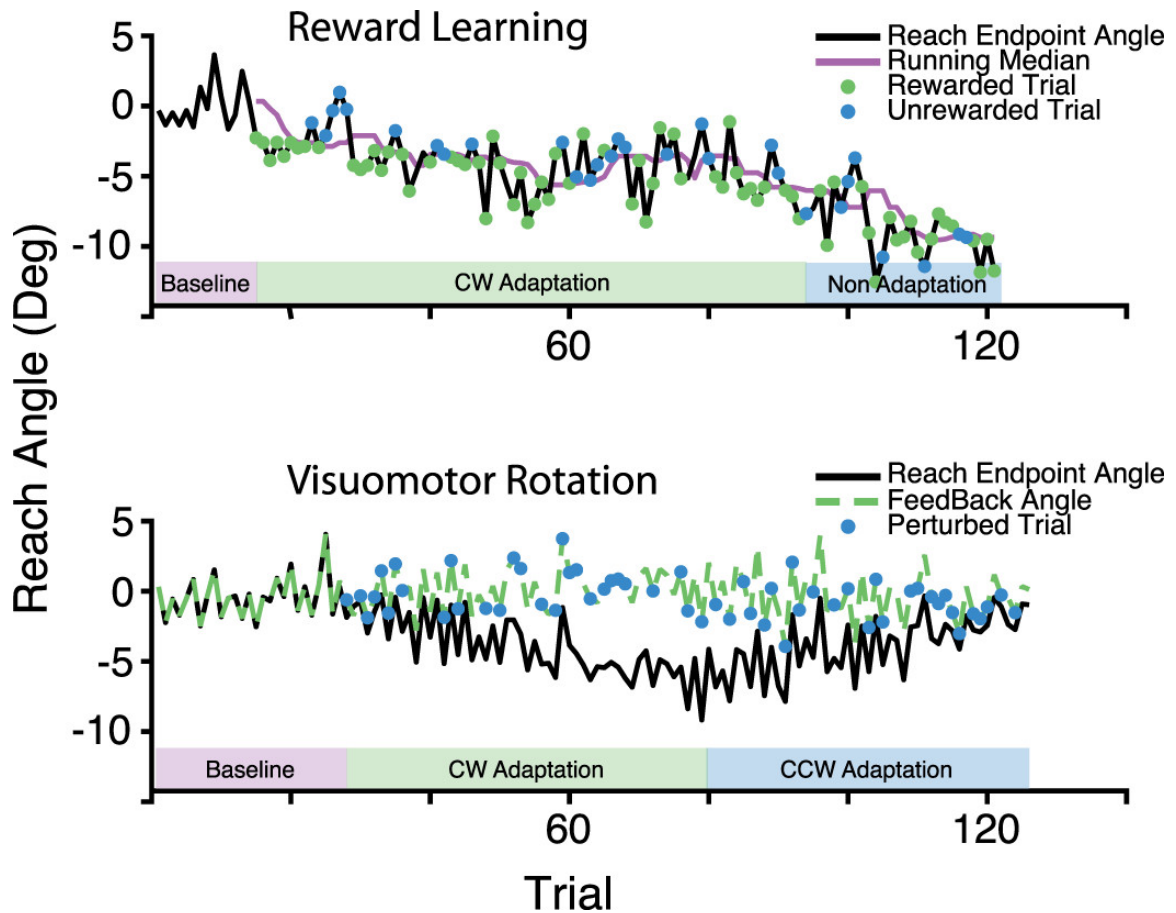 Reward Learning
Reach Endpoint Angle
Running Median
Rewarded Trial
Unrewarded Trial
5
0
-5
-10
Baseline
CW Adaptation
Non Adaptation
60
120
Reach Angle (Deg)
Visuomotor Rotation
Reach Endpoint Angle
FeedBack Angle
Perturbed Trial
5
0
-5
-10
Baseline
CW Adaptation
CCW Adaptation
60
120
Trial